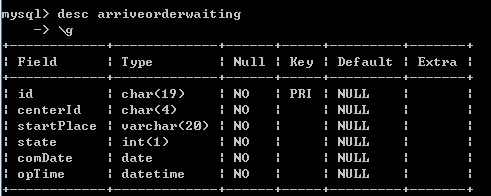 mysql> desc arriveorderwaiting
    -> \g
+------------+-------------+------+-----+---------+-------+
| Field      | Type        | Null | Key | Default | Extra |
+------------+-------------+------+-----+---------+-------+
| id         | char(19)    | NO   | PRI | NULL    |       |
| centerId   | char(4)     | NO   |     | NULL    |       |
| startPlace | varchar(20) | NO   |     | NULL    |       |
| state      | int(1)      | NO   |     | NULL    |       |
| comDate    | date        | NO   |     | NULL    |       |
| opTime     | datetime    | NO   |     | NULL    |       |
+------------+-------------+------+-----+---------+-------+